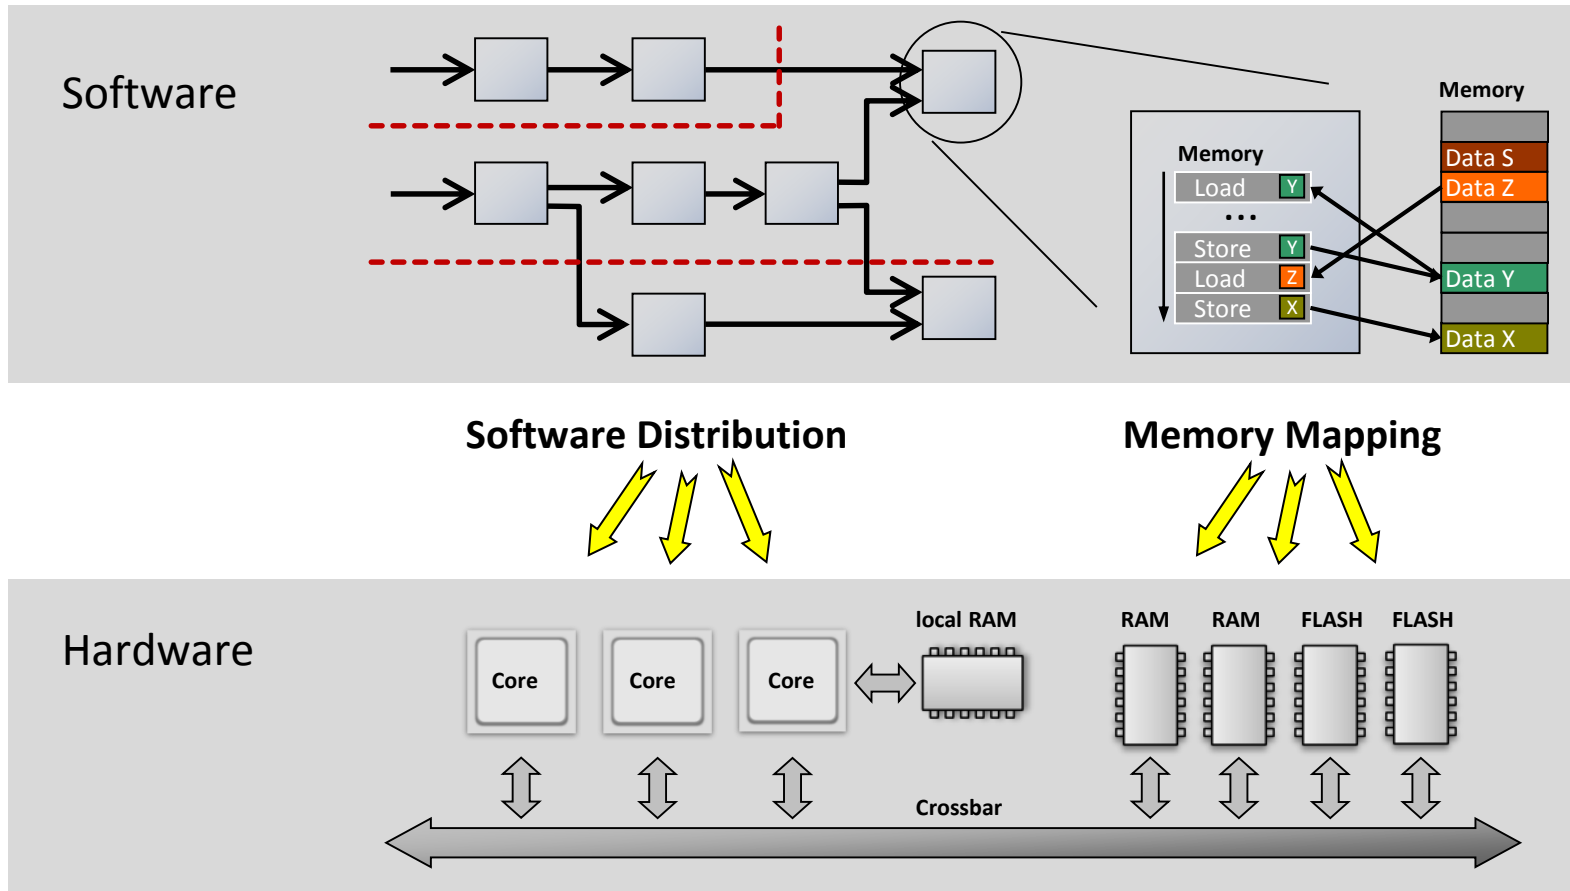 Software
Memory
Data S
Data Z
Data Y
Data X
Memory
Load Y
...
Store Y
Load Z
Store X
Software Distribution
Memory Mapping
Hardware
Core
Core
Core
local RAM
RAM
RAM
FLASH
FLASH
Crossbar